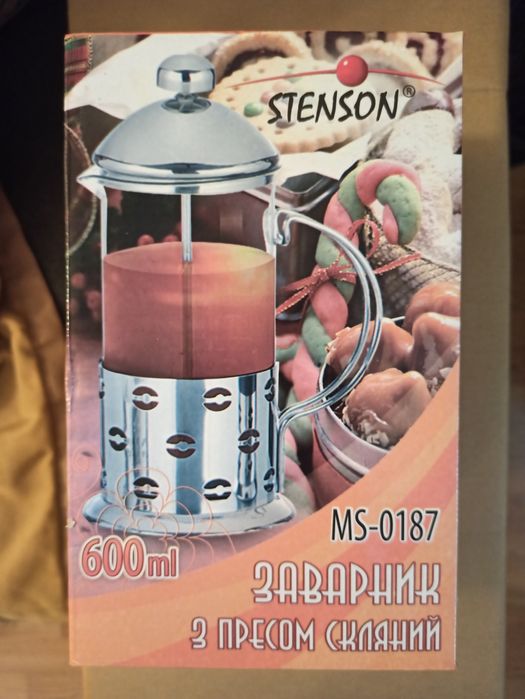 STENSON®
MS-0187
600ml
ЗАВАРНИК
З ПРЕСОМ СКЛЯНИЙ